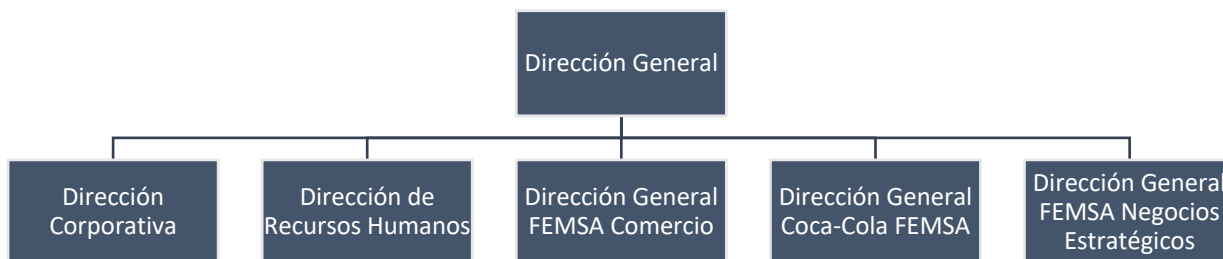 Dirección General
Dirección
Corporativa
Dirección de
Recursos Humanos
Dirección General
FEMSA Comercio
Dirección General
Coca-Cola FEMSA
Dirección General
FEMSA Negocios
Estratégicos